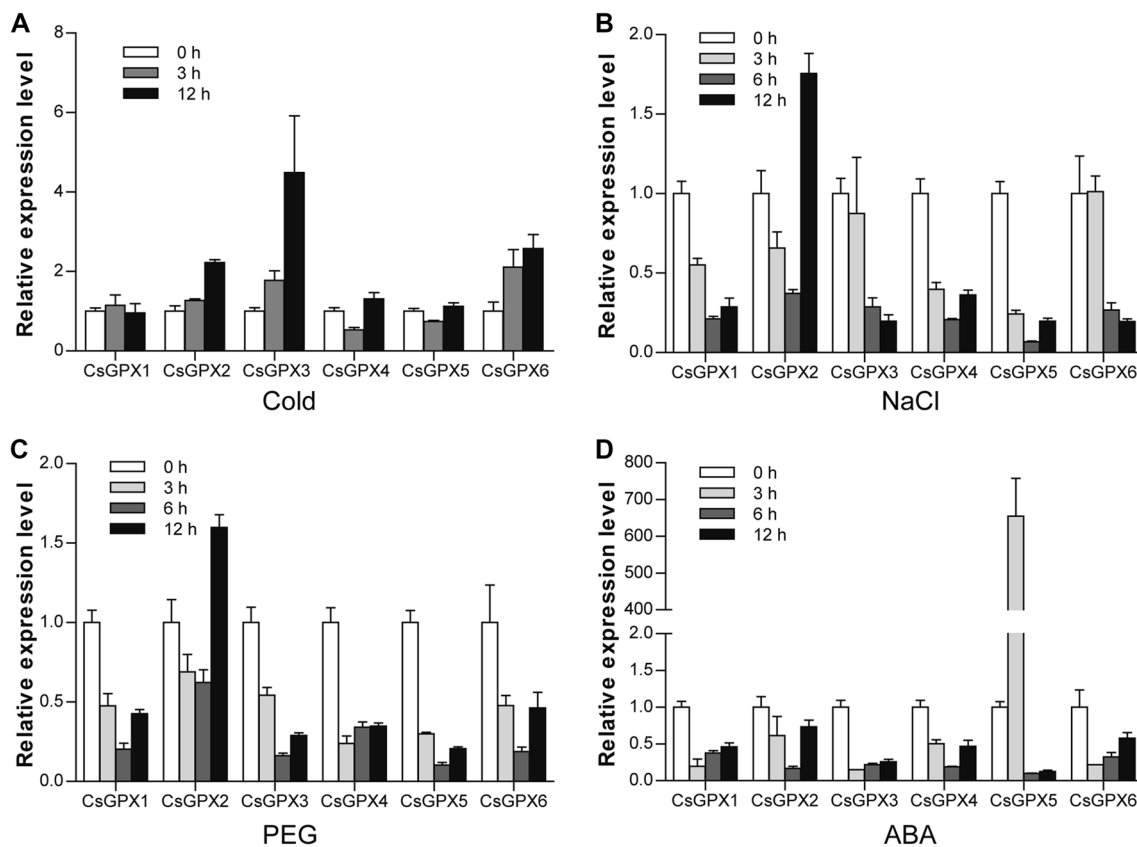 A
Relative expression level
8
6
4
2
0
0 h
3 h
12 h
CsGPX1 CsGPX2 CsGPX3 CsGPX4 CsGPX5 CsGPX6
Cold
B
Relative expression level
2.0
1.5
1.0
0.5
0.0
0 h
3 h
6 h
12 h
CsGPX1 CsGPX2 CsGPX3 CsGPX4 CsGPX5 CsGPX6
NaCl
C
Relative expression level
2.0
1.5
1.0
0.5
0.0
0 h
3 h
6 h
12 h
CsGPX1 CsGPX2 CsGPX3 CsGPX4 CsGPX5 CsGPX6
PEG
D
Relative expression level
800
700
600
500
400
2.0
1.5
1.0
0.5
0.0
0 h
3 h
6 h
12 h
CsGPX1 CsGPX2 CsGPX3 CsGPX4 CsGPX5 CsGPX6
ABA